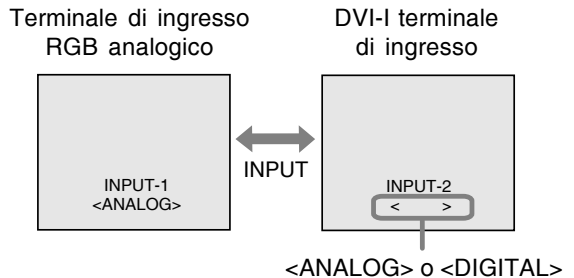 Terminale di ingresso
RGB analogico
DVI-I terminale
di ingresso
INPUT-1
<ANALOG>
INPUT
INPUT-2
< >
<ANALOG> o <DIGITAL>